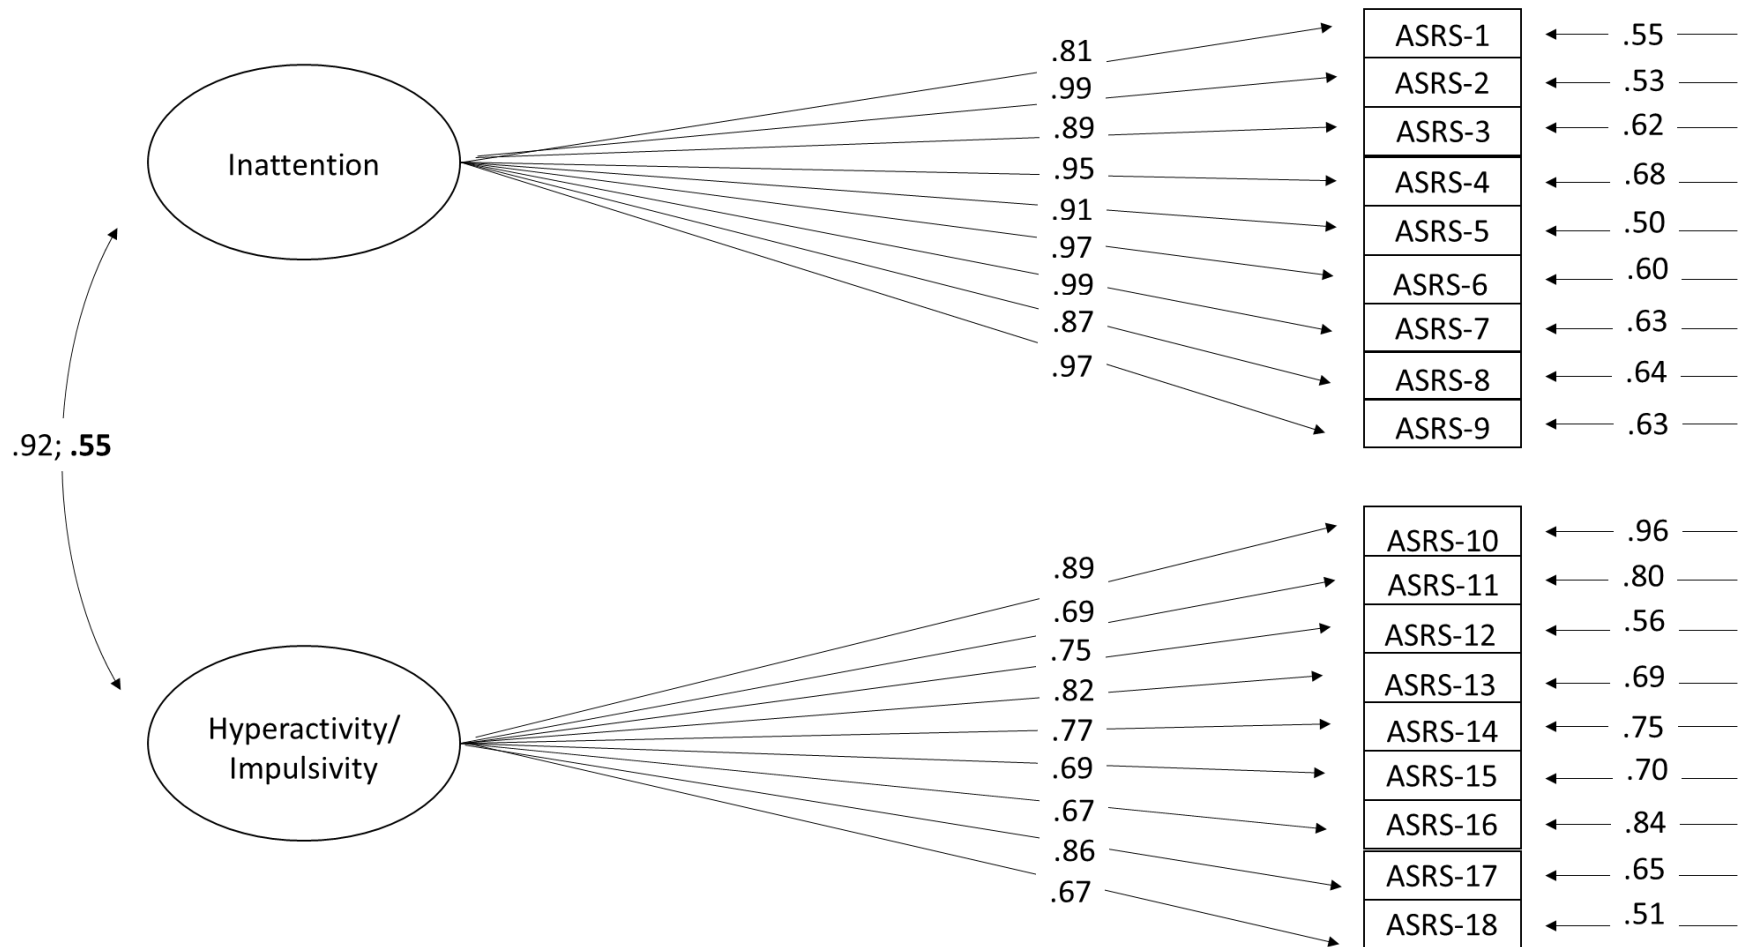 .81 ASRS-1 .55
.99 ASRS-2 .53
.89 ASRS-3 .62
Inattention .95 ASRS-4 .68
.91 ASRS-5 .50
.97 ASRS-6 .60
.99 ASRS-7 .63
.87 ASRS-8 .64
.97 ASRS-9 .63
.92; .55
.89 ASRS-10 .96
.69 ASRS-11 .80
.75 ASRS-12 .56
.82 ASRS-13 .69
Hyperactivity/ .77 ASRS-14 .75
Impulsivity .69 ASRS-15 .70
.67 ASRS-16 .84
.86 ASRS-17 .65
.67 ASRS-18 .51